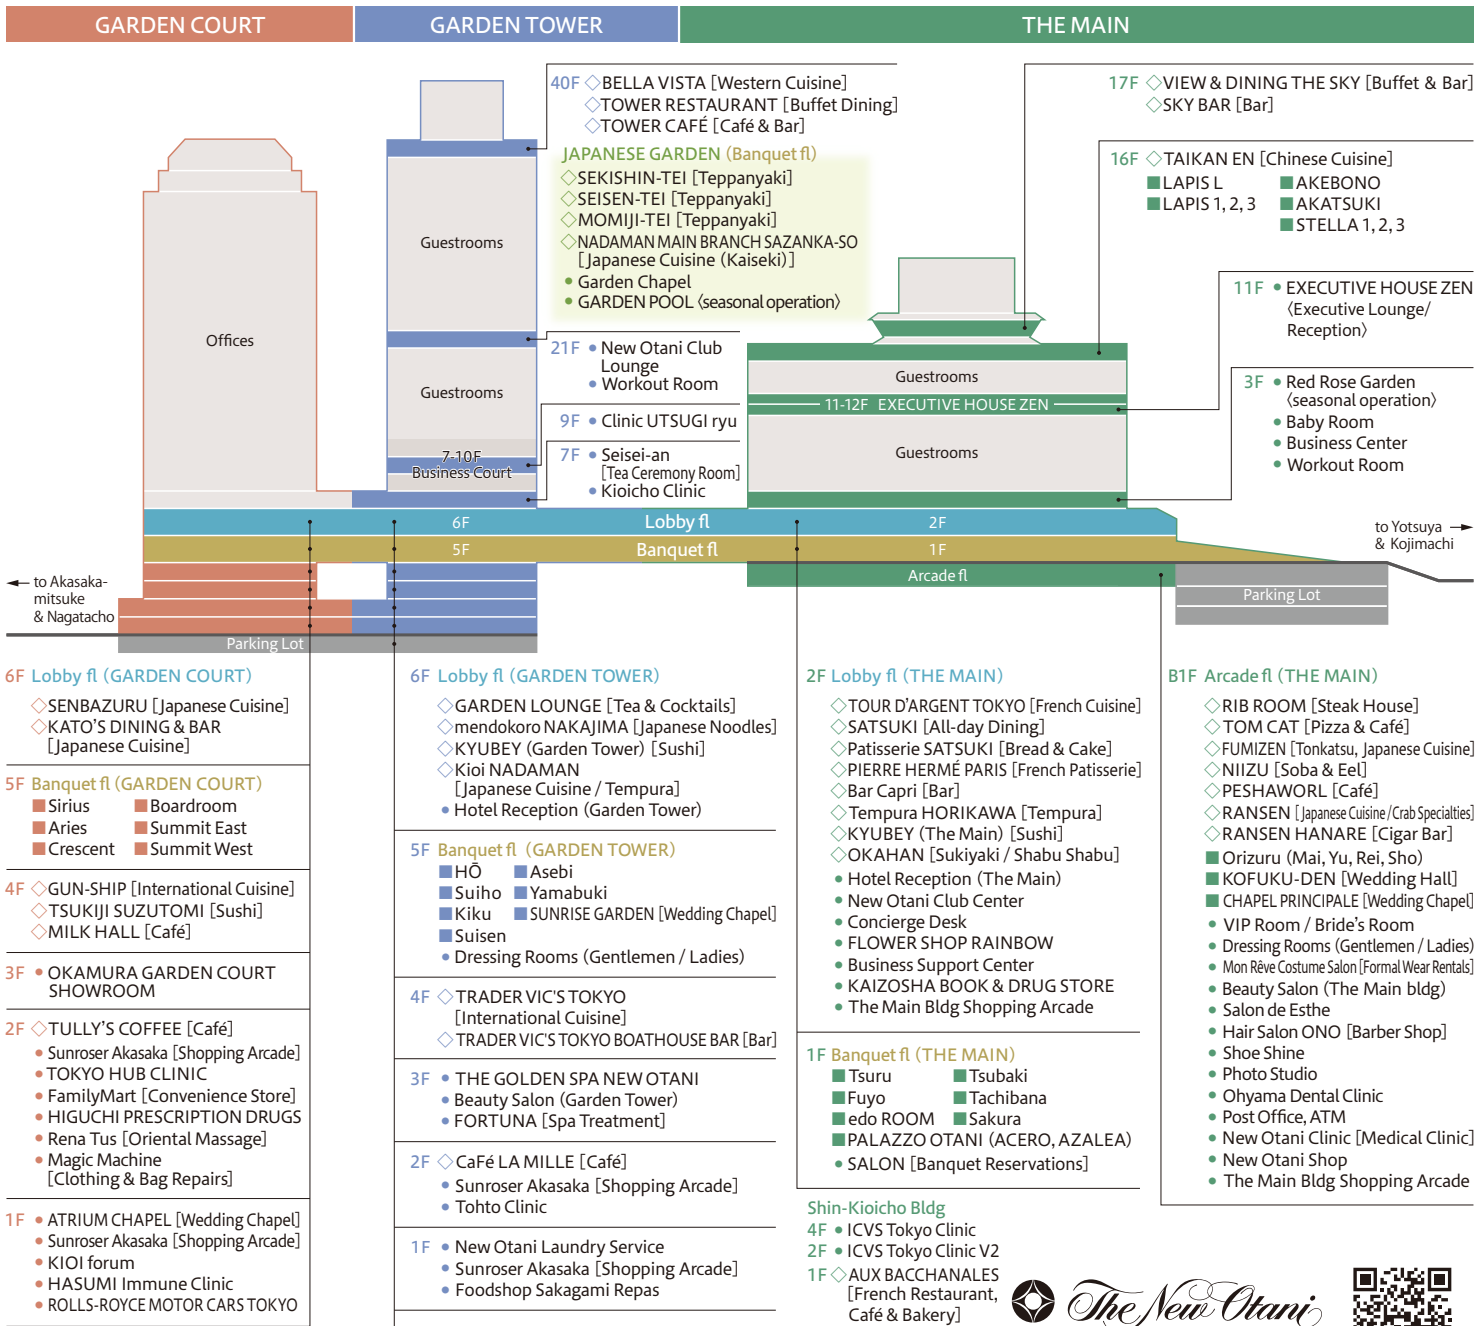 GARDEN COURT
GARDEN TOWER
THE MAIN
40F ◇BELLA VISTA [Western Cuisine]
◇TOWER RESTAURANT [Buffet Dining]
◇TOWER CAFÉ [Café & Bar]
JAPANESE GARDEN (Banquet fl)
◇SEKISHIN-TEI [Teppanyaki]
◇SEISEN-TEI [Teppanyaki]
◇MOMIJI-TEI [Teppanyaki]
◇NADAMAN MAIN BRANCH SAZANKA-SO
[Japanese Cuisine (Kaiseki)]
• Garden Chapel
• GARDEN POOL 〈seasonal operation〉
21F • New Otani Club
Lounge
• Workout Room
9F • Clinic UTSUGI ryu
7F • Seisei-an
[Tea Ceremony Room]
• Kioicho Clinic
17F ◇VIEW & DINING THE SKY [Buffet & Bar]
◇SKY BAR [Bar]
16F ◇TAIKAN EN [Chinese Cuisine]
■LAPIS L ■AKEBONO
■LAPIS 1, 2, 3 ■AKATSUKI
■STELLA 1, 2, 3
11F • EXECUTIVE HOUSE ZEN
〈Executive Lounge/
Reception〉
3F • Red Rose Garden
〈seasonal operation〉
• Baby Room
• Business Center
• Workout Room
Offices
Guestrooms
Guestrooms
7-10F
Business Court
Guestrooms
11-12F EXECUTIVE HOUSE ZEN
Guestrooms
6F Lobby fl 2F
5F Banquet fl 1F
Arcade fl
Parking Lot
Parking Lot
to Yotsuya →
& Kojimachi
← to Akasaka-
mitsuke
& Nagatacho
6F Lobby fl (GARDEN COURT)
◇SENBAZURU [Japanese Cuisine]
◇KATO'S DINING & BAR
[Japanese Cuisine]
5F Banquet fl (GARDEN COURT)
■Sirius ■Boardroom
■Aries ■Summit East
■Crescent ■Summit West
4F ◇GUN-SHIP [International Cuisine]
◇TSUKIJI SUZUTOMI [Sushi]
◇MILK HALL [Café]
3F • OKAMURA GARDEN COURT
SHOWROOM
2F ◇TULLY'S COFFEE [Café]
• Sunroser Akasaka [Shopping Arcade]
• TOKYO HUB CLINIC
• FamilyMart [Convenience Store]
• HIGUCHI PRESCRIPTION DRUGS
• Rena Tus [Oriental Massage]
• Magic Machine
[Clothing & Bag Repairs]
1F • ATRIUM CHAPEL [Wedding Chapel]
• Sunroser Akasaka [Shopping Arcade]
• KIOI forum
• HASUMI Immune Clinic
• ROLLS-ROYCE MOTOR CARS TOKYO
6F Lobby fl (GARDEN TOWER)
◇GARDEN LOUNGE [Tea & Cocktails]
◇mendokoro NAKAJIMA [Japanese Noodles]
◇KYUBEY (Garden Tower) [Sushi]
◇Kioi NADAMAN
[Japanese Cuisine / Tempura]
• Hotel Reception (Garden Tower)
5F Banquet fl (GARDEN TOWER)
■HŌ ■Asebi
■Suiho ■Yamabuki
■Kiku ■SUNRISE GARDEN [Wedding Chapel]
■Suisen
• Dressing Rooms (Gentlemen / Ladies)
4F ◇TRADER VIC'S TOKYO
[International Cuisine]
◇TRADER VIC'S TOKYO BOATHOUSE BAR [Bar]
3F • THE GOLDEN SPA NEW OTANI
• Beauty Salon (Garden Tower)
• FORTUNA [Spa Treatment]
2F ◇CaFé LA MILLE [Café]
• Sunroser Akasaka [Shopping Arcade]
• Tohto Clinic
1F • New Otani Laundry Service
• Sunroser Akasaka [Shopping Arcade]
• Foodshop Sakagami Repas
2F Lobby fl (THE MAIN)
◇TOUR D'ARGENT TOKYO [French Cuisine]
◇SATSUKI [All-day Dining]
◇Patisserie SATSUKI [Bread & Cake]
◇PIERRE HERMÉ PARIS [French Patisserie]
◇Bar Capri [Bar]
◇Tempura HORIKAWA [Tempura]
◇KYUBEY (The Main) [Sushi]
◇OKAHAN [Sukiyaki / Shabu Shabu]
• Hotel Reception (The Main)
• New Otani Club Center
• Concierge Desk
• FLOWER SHOP RAINBOW
• Business Support Center
• KAIZOSHA BOOK & DRUG STORE
• The Main Bldg Shopping Arcade
1F Banquet fl (THE MAIN)
■Tsuru ■Tsubaki
■Fuyo ■Tachibana
■edo ROOM ■Sakura
■PALAZZO OTANI (ACERO, AZALEA)
• SALON [Banquet Reservations]
Shin-Kioicho Bldg
4F • ICVS Tokyo Clinic
2F • ICVS Tokyo Clinic V2
1F ◇AUX BACCHANALES
[French Restaurant,
Café & Bakery]
B1F Arcade fl (THE MAIN)
◇RIB ROOM [Steak House]
◇TOM CAT [Pizza & Café]
◇FUMIZEN [Tonkatsu, Japanese Cuisine]
◇NIIZU [Soba & Eel]
◇PESHAWORL [Café]
◇RANSEN [Japanese Cuisine / Crab Specialties]
◇RANSEN HANARE [Cigar Bar]
■Orizuru (Mai, Yu, Rei, Sho)
■KOFUKU-DEN [Wedding Hall]
■CHAPEL PRINCIPALE [Wedding Chapel]
• VIP Room / Bride's Room
• Dressing Rooms (Gentlemen / Ladies)
• Mon Rêve Costume Salon [Formal Wear Rentals]
• Beauty Salon (The Main bldg)
• Salon de Esthe
• Hair Salon ONO [Barber Shop]
• Shoe Shine
• Photo Studio
• Ohyama Dental Clinic
• Post Office, ATM
• New Otani Clinic [Medical Clinic]
• New Otani Shop
• The Main Bldg Shopping Arcade
The New Otani